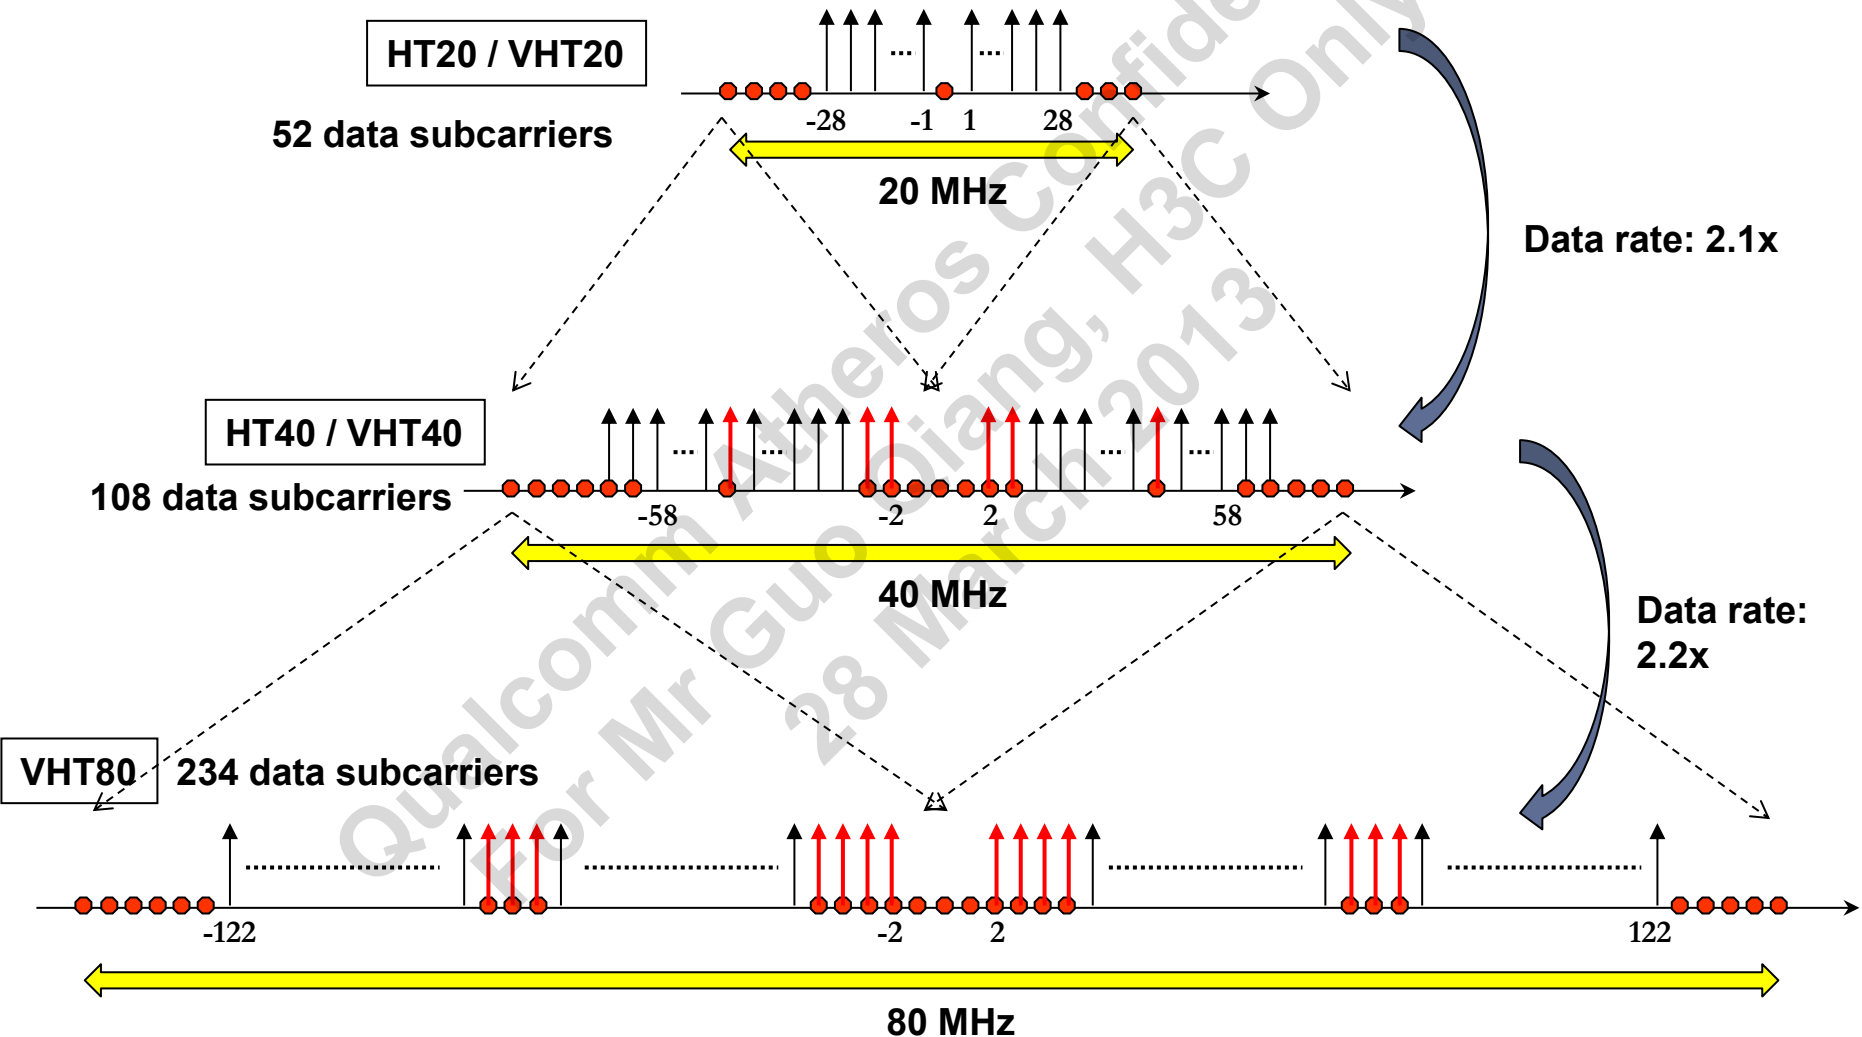 HT20 / VHT20
52 data subcarriers
-28 -1 1 28
20 MHz
Data rate: 2.1x
HT40 / VHT40
108 data subcarriers
-58 -2 2 58
40 MHz
Data rate:
2.2x
VHT80
234 data subcarriers
-122 -2 2 122
80 MHz
Qualcomm Atheros Confide
For Mr Guo Qiang, H3C Only
28 March 2013